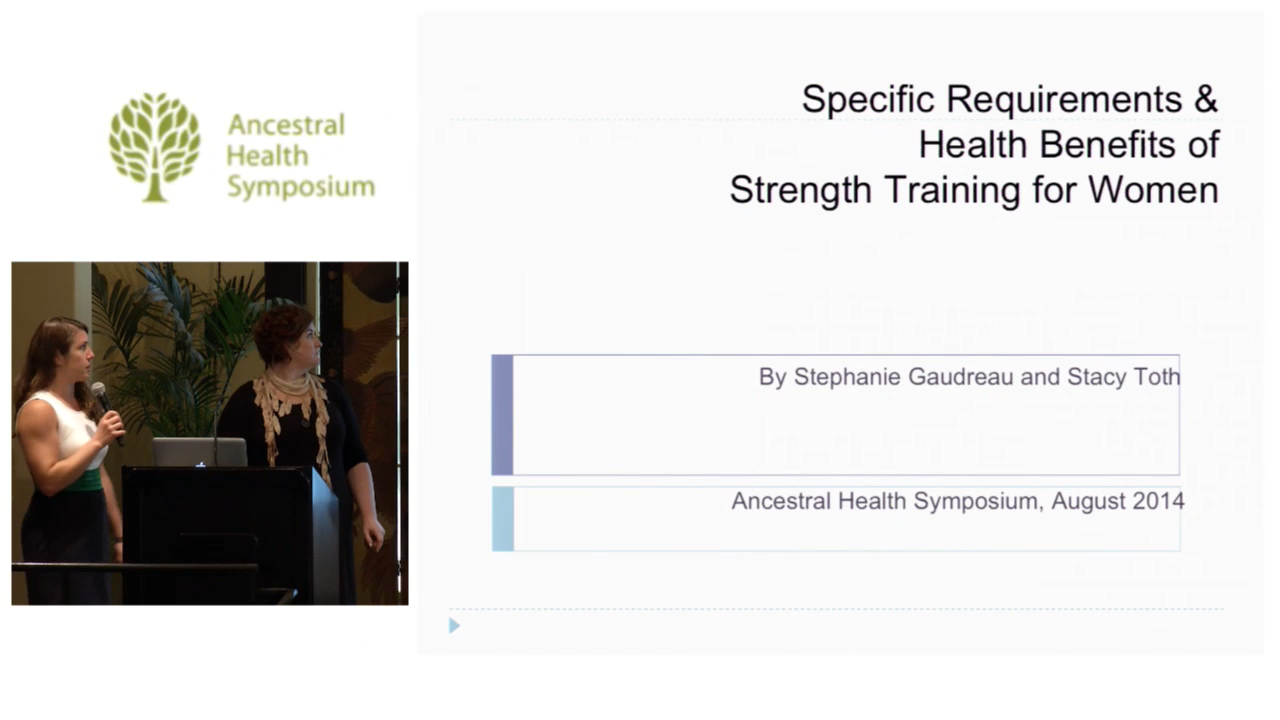 Ancestral
Health
Symposium
Specific Requirements &
Health Benefits of
Strength Training for Women
By Stephanie Gaudreau and Stacy Toth
Ancestral Health Symposium, August 2014